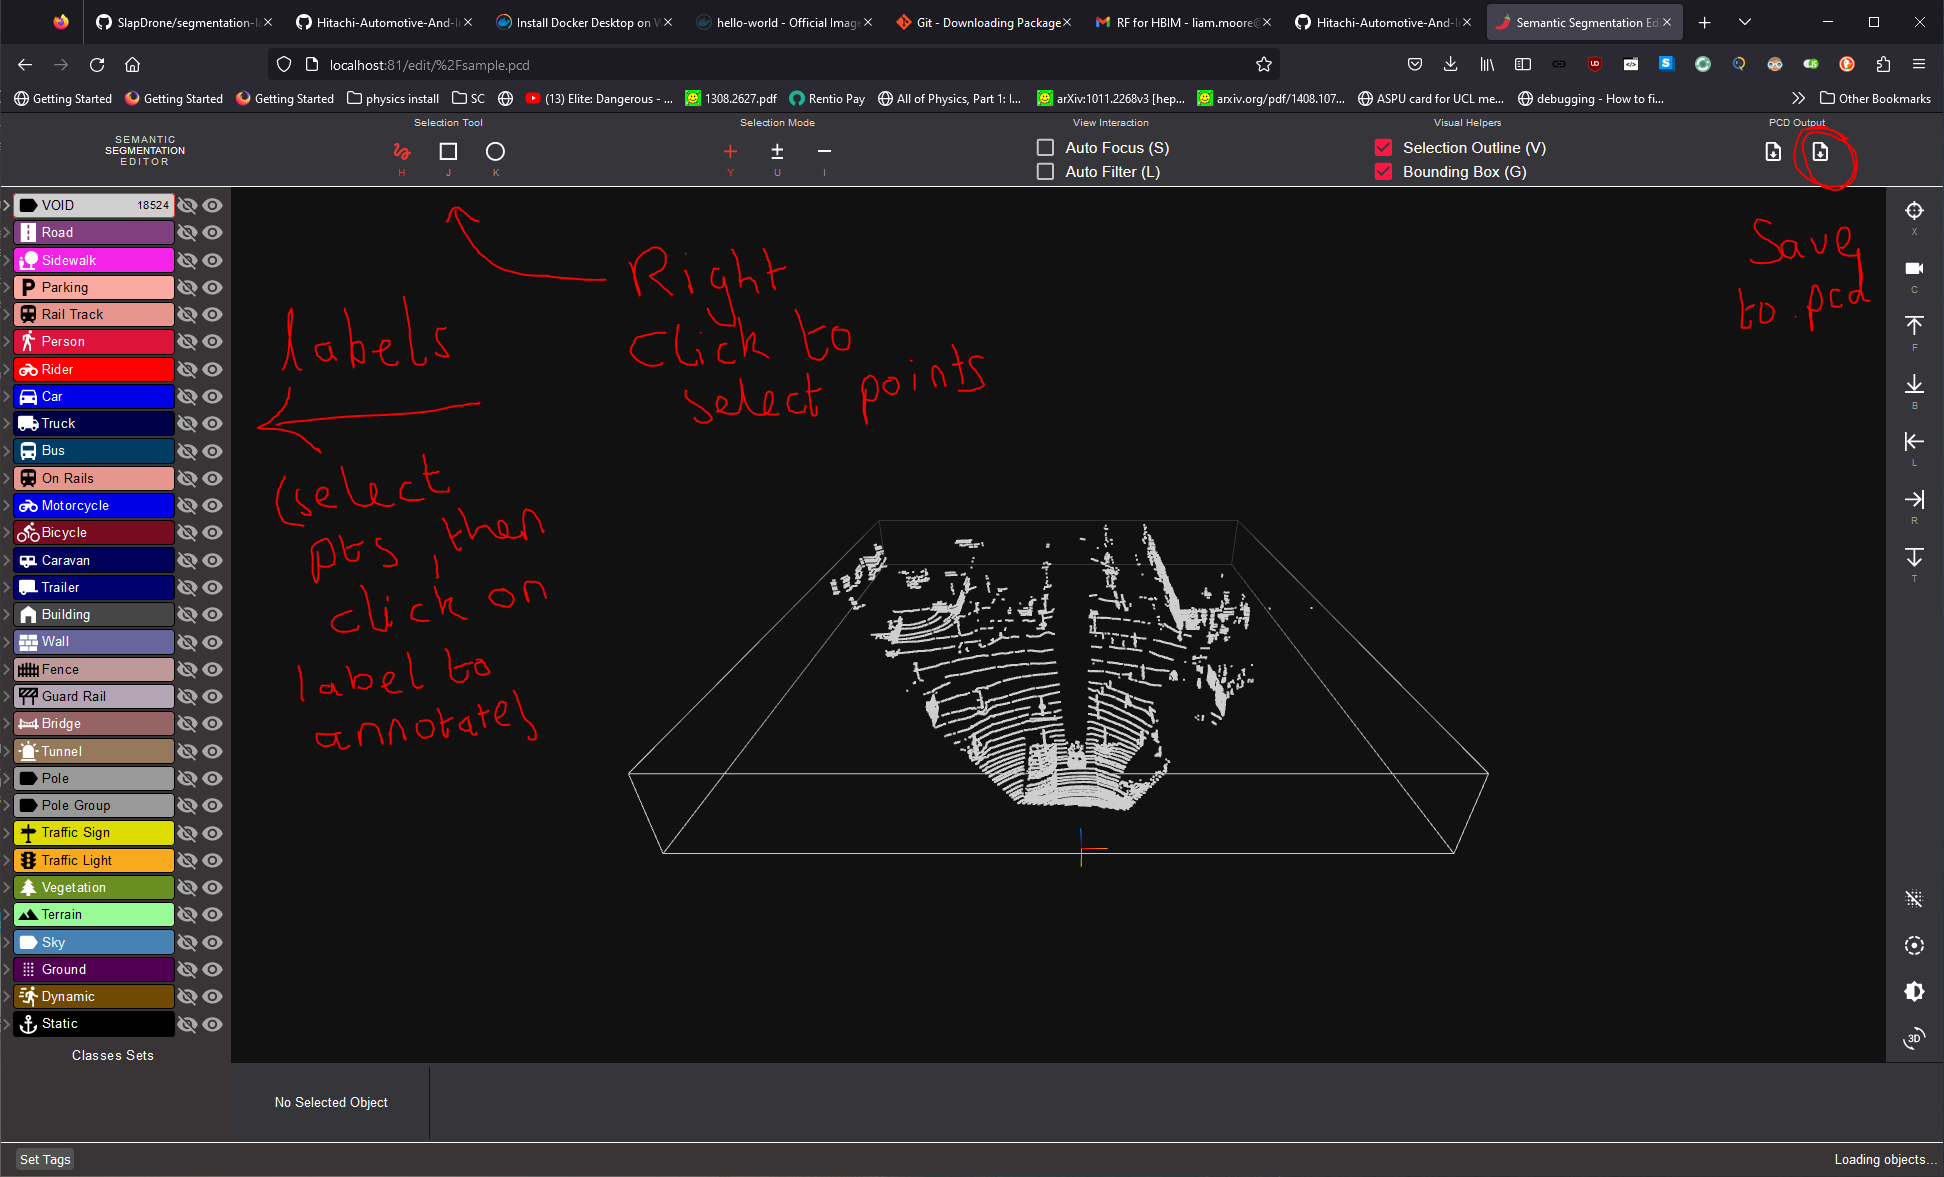 SlapDrone/segmentation-l
Hitachi-Automotive-And-I
Install Docker Desktop on W
hello-world - Official Imag
Git - Downloading Package
RF for HBIM - liam.moore@
Hitachi-Automotive-And-I
Semantic Segmentation Ed
localhost:81/edit/%2Fsample.pcd
Getting Started
Getting Started
Getting Started
physics install
SC
(13) Elite: Dangerous - ...
1308.2627.pdf
Rentio Pay
All of Physics, Part 1: I...
arXiv:1011.2268v3 [hep...
arxiv.org/pdf/1408.107...
ASPU card for UCL me...
debugging - How to fi...
Other Bookmarks
SEMANTIC
SEGMENTATION
EDITOR
Selection Tool
H
J
K
Selection Mode
Y
U
I
View Interaction
Auto Focus (S)
Auto Filter (L)
Visual Helpers
Selection Outline (V)
Bounding Box (G)
PCD Output
VOID 18524
Road
Sidewalk
Parking
Rail Track
Person
Rider
Car
Truck
Bus
On Rails
Motorcycle
Bicycle
Caravan
Trailer
Building
Wall
Fence
Guard Rail
Bridge
Tunnel
Pole
Pole Group
Traffic Sign
Traffic Light
Vegetation
Terrain
Sky
Ground
Dynamic
Static
Classes Sets
labels
(select
pts, then
click on
label to
annotate)
Right
Click to
select points
Save
to .pcd
X
C
F
B
L
R
T
3D
No Selected Object
Set Tags
Loading objects...